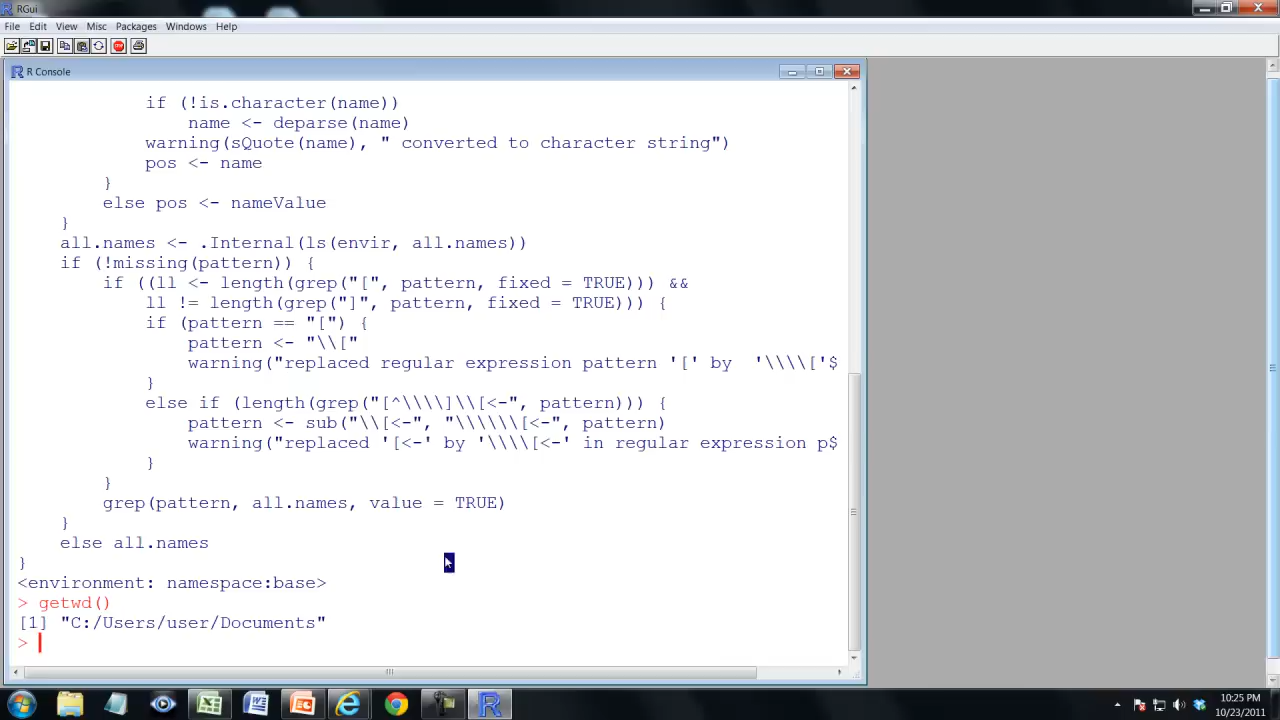 RGui
File Edit View Misc Packages Windows Help
STOP
R Console
if (!is.character(name))
name <- deparse(name)
warning(sQuote(name), " converted to character string")
pos <- name
}
else pos <- nameValue
}
all.names <- .Internal(ls(envir, all.names))
if (!missing(pattern)) {
if ((ll <- length(grep("[", pattern, fixed = TRUE))) &&
ll != length(grep("]", pattern, fixed = TRUE))) {
if (pattern == "[") {
pattern <- "\\["
warning("replaced regular expression pattern '[' by  '\\\\['$
}
else if (length(grep("[^\\\\]\\[<-", pattern))) {
pattern <- sub("\\[<-", "\\\\\\[<-", pattern)
warning("replaced '[<-' by '\\\\[<-' in regular expression p$
}
}
grep(pattern, all.names, value = TRUE)
}
else all.names
}
<environment: namespace:base>
> getwd()
[1] "C:/Users/user/Documents"
>
10:25 PM
10/23/2011